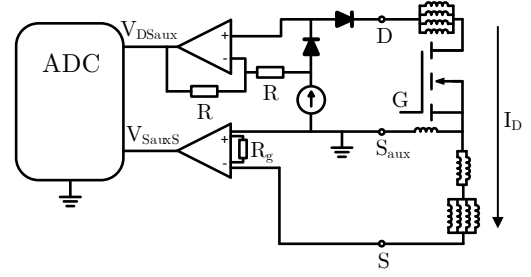 V_DSaux
ADC
+
-
R
R
D
G
I_D
V_SauxS
+
-
R_g
S_aux
S